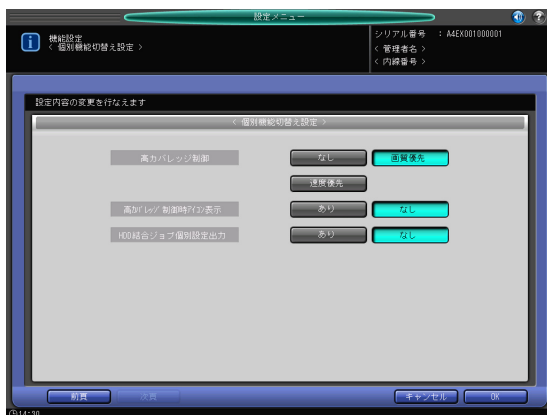 設定メニュー
機能設定
< 個別機能切替え設定 >
シリアル番号 : A4EX001000001
< 管理者名 >
< 内線番号 >
設定内容の変更を行なえます
< 個別機能切替え設定 >
高カバレッジ制御 なし 画質優先
速度優先
高ｶﾊﾞﾚｯｼﾞ制御時ｱｲｺﾝ表示 あり なし
HDD結合ジョブ個別設定出力 あり なし
前頁 次頁 キャンセル OK
14:30